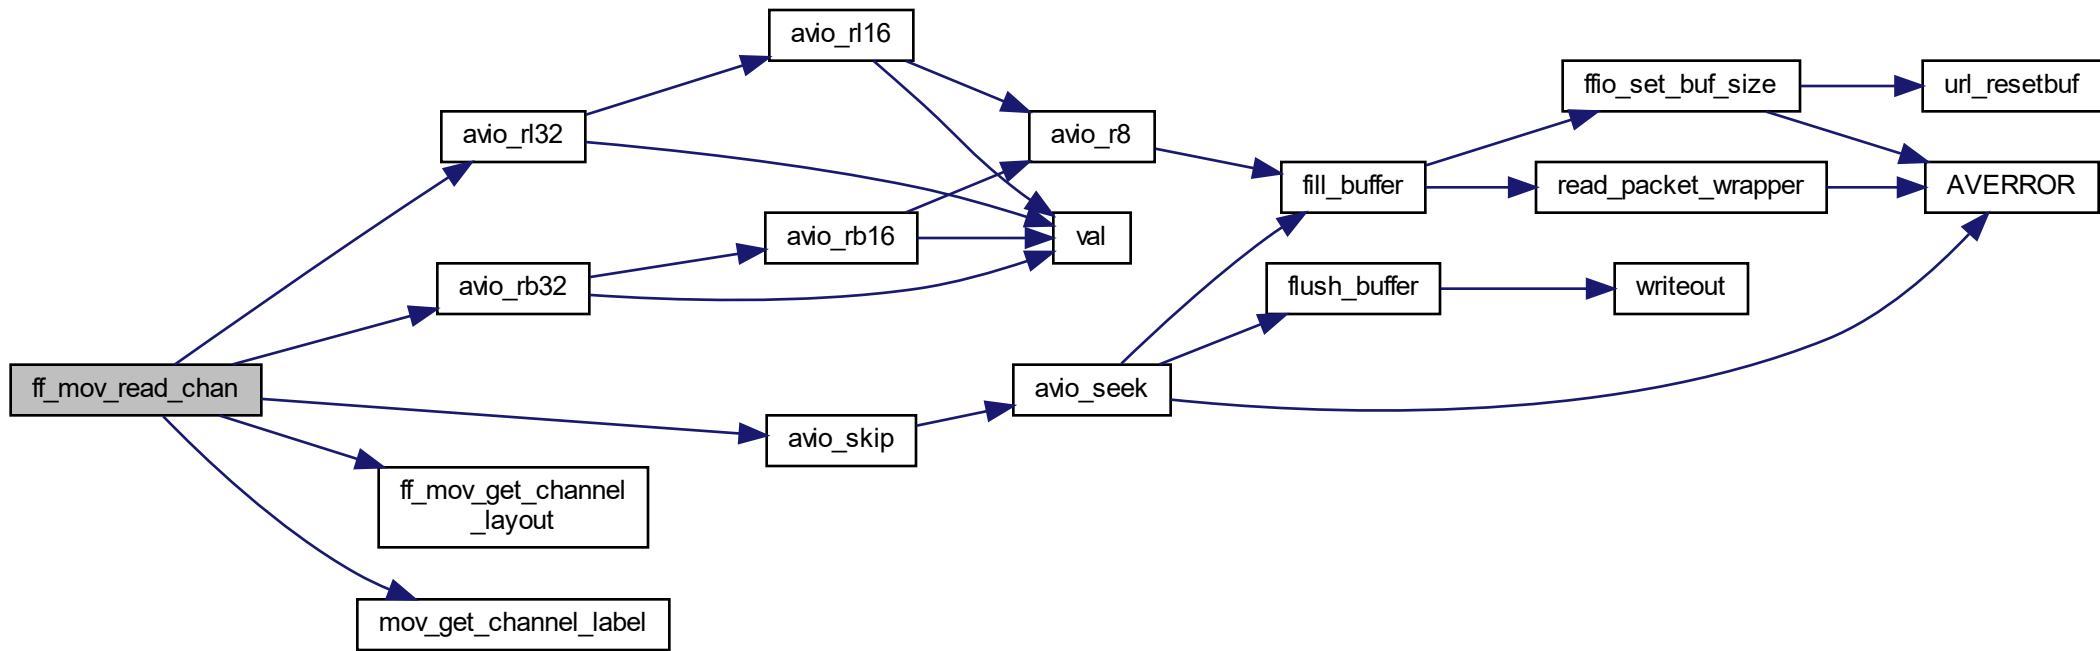 avio_rl16
ffio_set_buf_size
url_resetbuf
avio_rl32
avio_r8
fill_buffer
read_packet_wrapper
AVERROR
avio_rb16
val
avio_rb32
flush_buffer
writeout
ff_mov_read_chan
avio_seek
avio_skip
ff_mov_get_channel
_layout
mov_get_channel_label